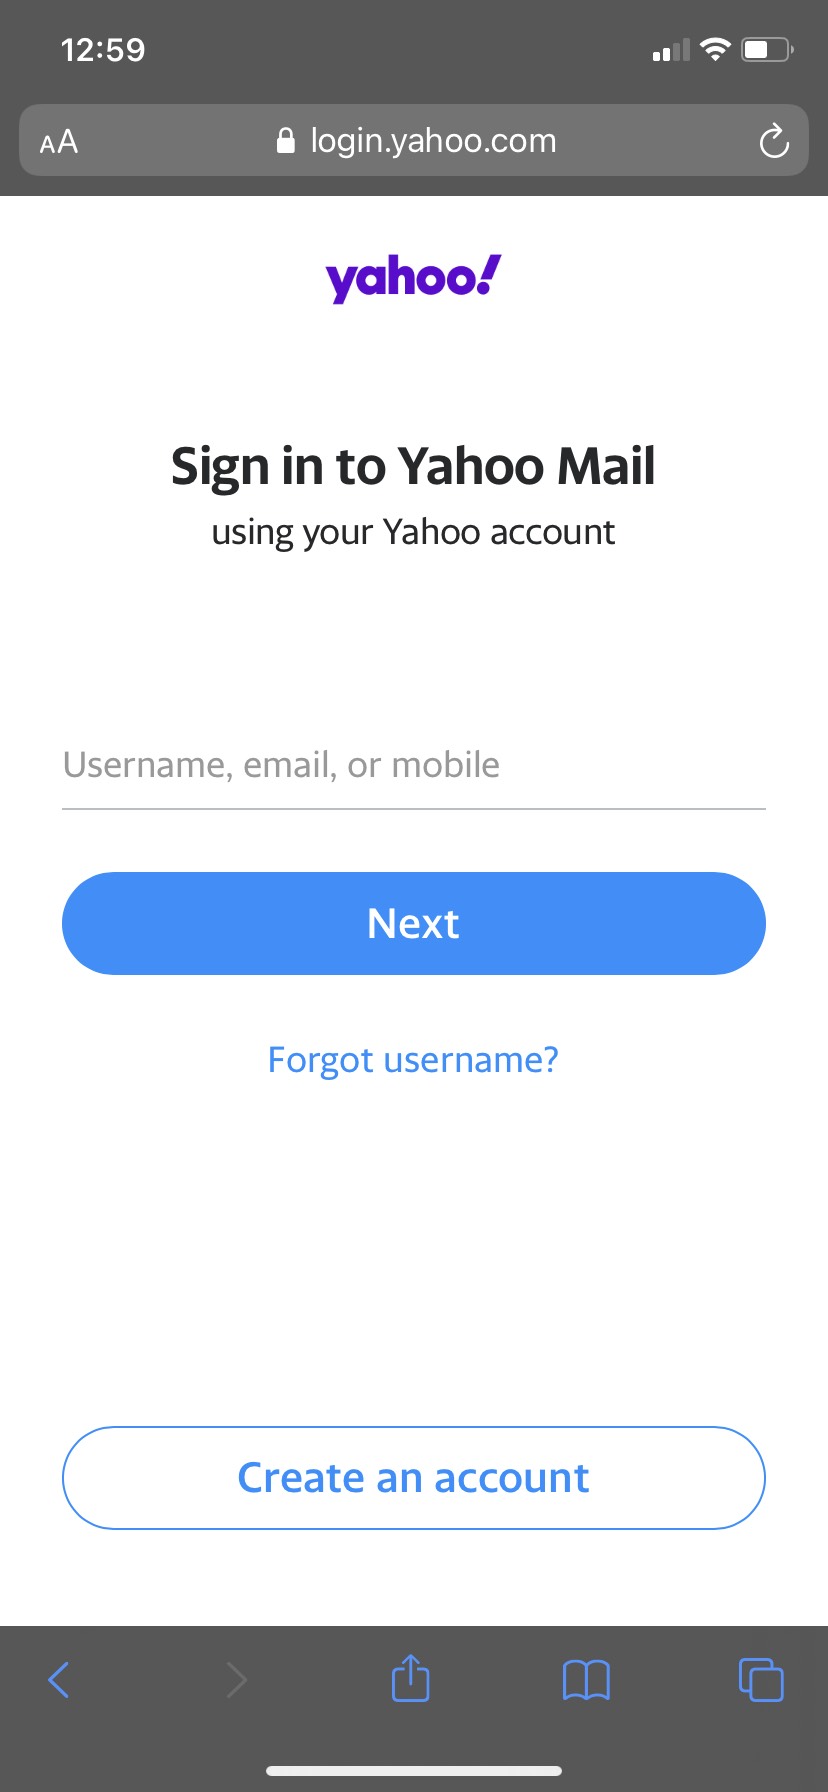 12:59
AA
login.yahoo.com
yahoo!
Sign in to Yahoo Mail
using your Yahoo account
Username, email, or mobile
Next
Forgot username?
Create an account